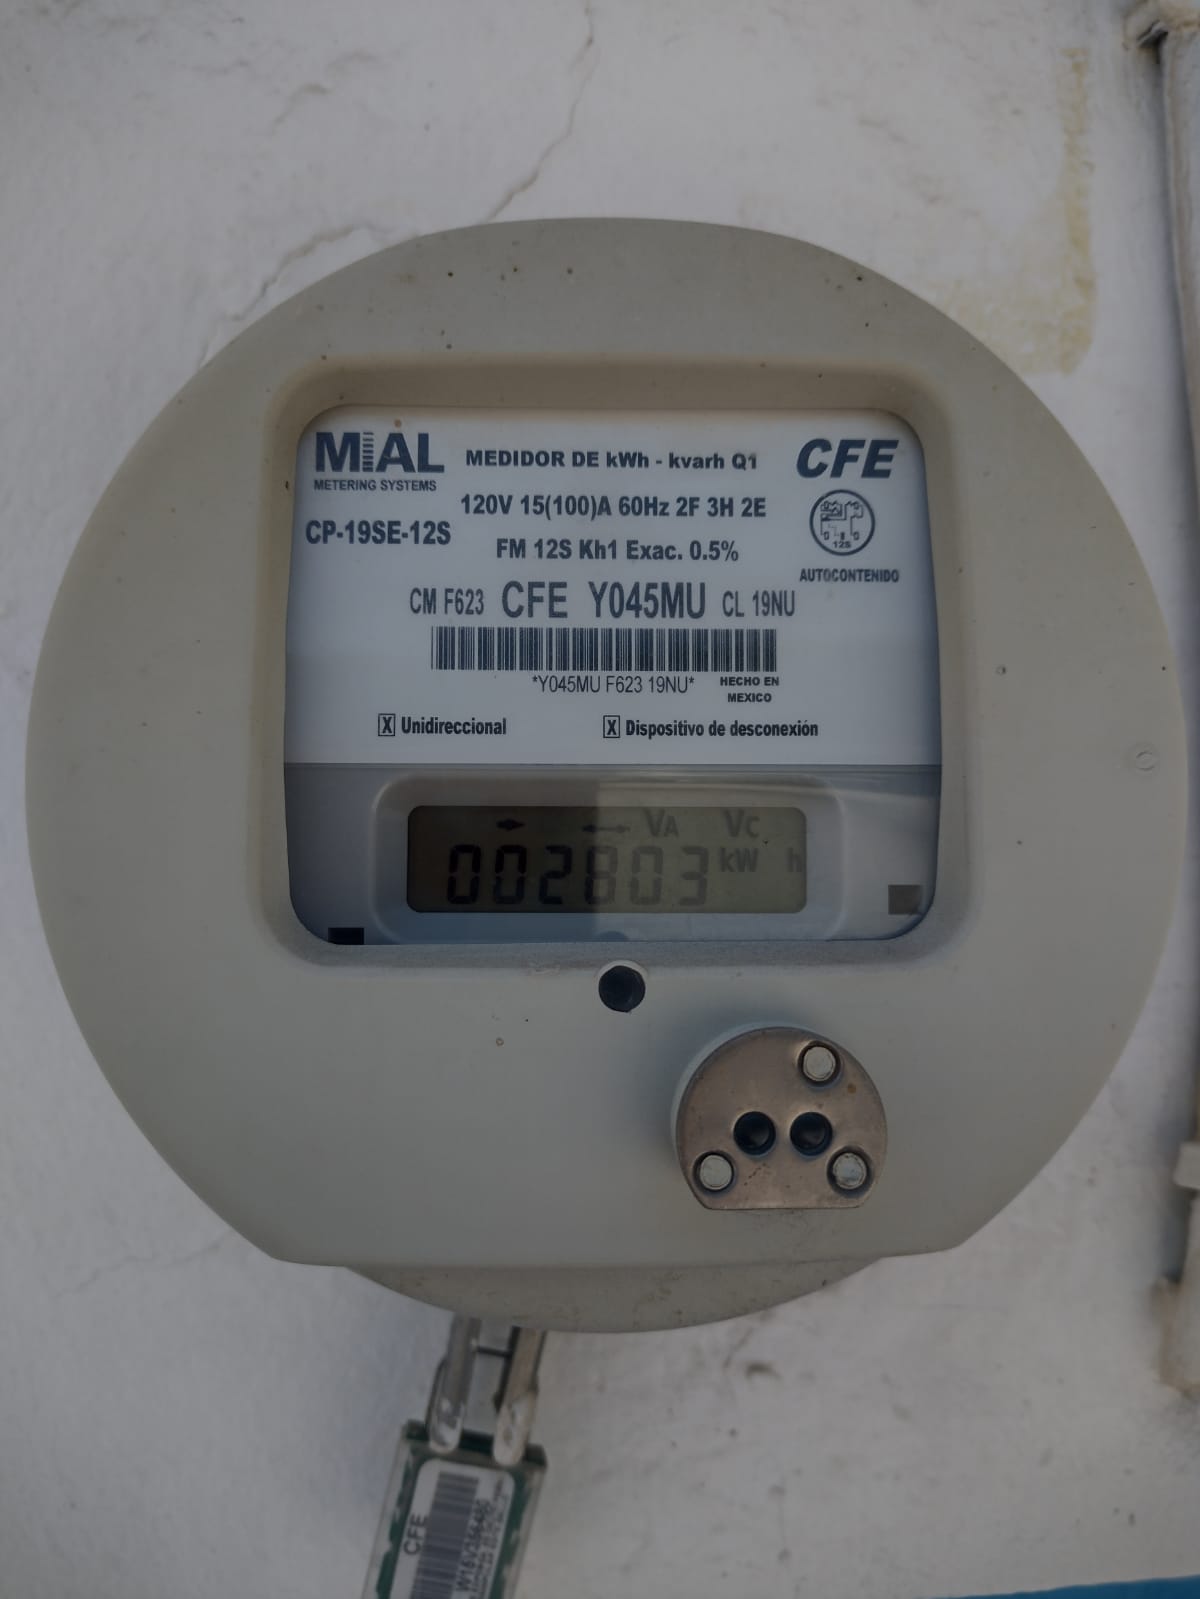 MIAL
METERING SYSTEMS
MEDIDOR DE kWh - kvarh Q1
CFE
120V 15(100)A 60Hz 2F 3H 2E
CP-19SE-12S
FM 12S Kh1 Exac. 0.5%
12S
AUTOCONTENIDO
CM F623 CFE Y045MU CL 19NU
*Y045MU F623 19NU*
HECHO EN
MEXICO
X Unidireccional
X Dispositivo de desconexión
VA VC
002803 kW h
CFE